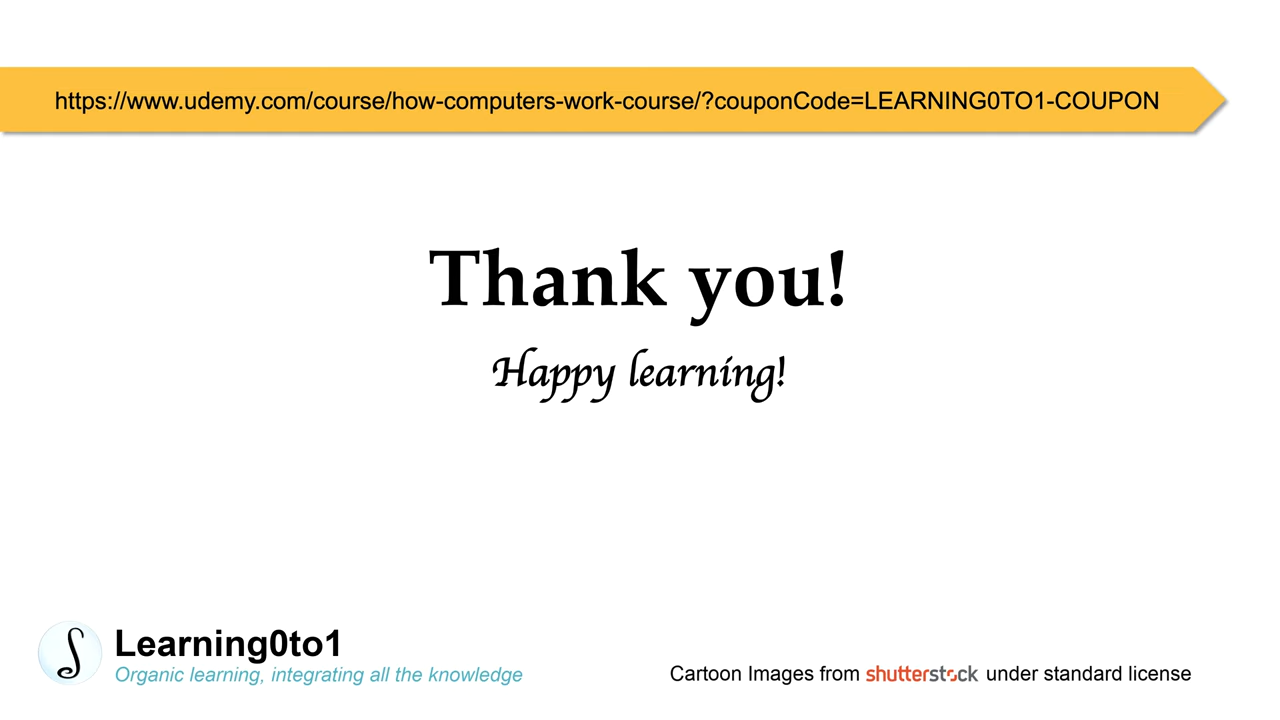 https://www.udemy.com/course/how-computers-work-course/?couponCode=LEARNING0TO1-COUPON
Thank you!
Happy learning!
Learning0to1
Organic learning, integrating all the knowledge
Cartoon Images from shutterstock under standard license